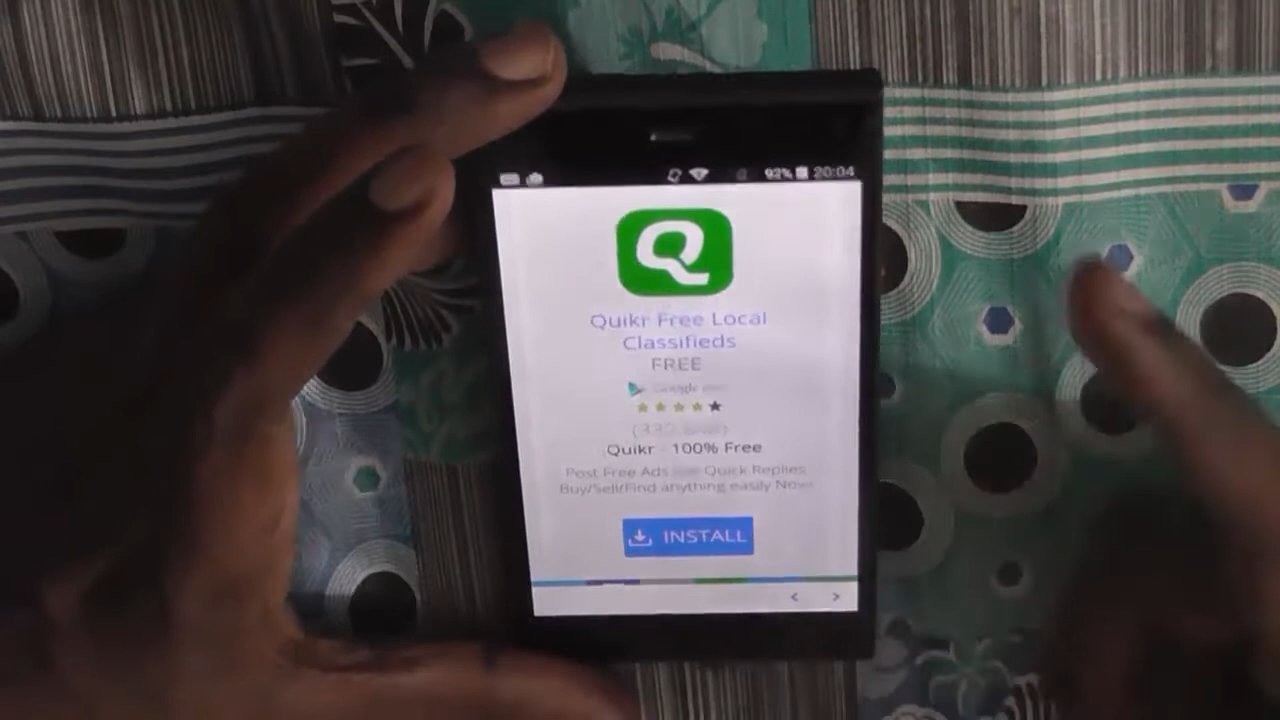 92% 20:04
Q
Quikr Free Local
Classifieds
FREE
Google
Quikr - 100% Free
Post Free Ads Quick Replies
Buy/Sell/Find anything easily Now
INSTALL